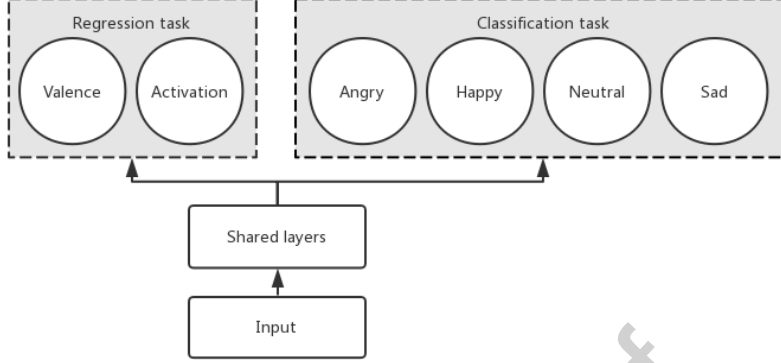 Regression task
Classification task
Valence
Activation
Angry
Happy
Neutral
Sad
Shared layers
Input
f